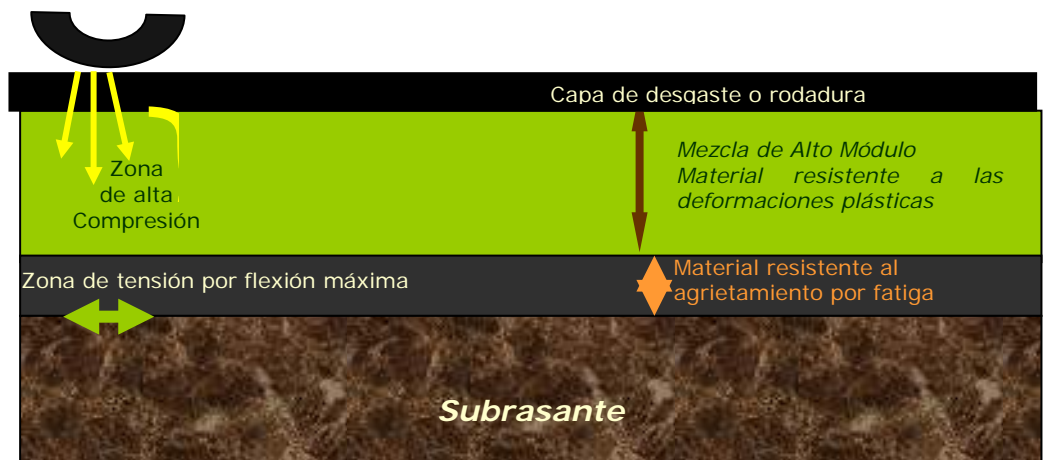 Capa de desgaste o rodadura
Zona
de alta
Compresión
Mezcla de Alto Módulo
Material resistente a las
deformaciones plásticas
Zona de tensión por flexión máxima
Material resistente al
agrietamiento por fatiga
Subrasante